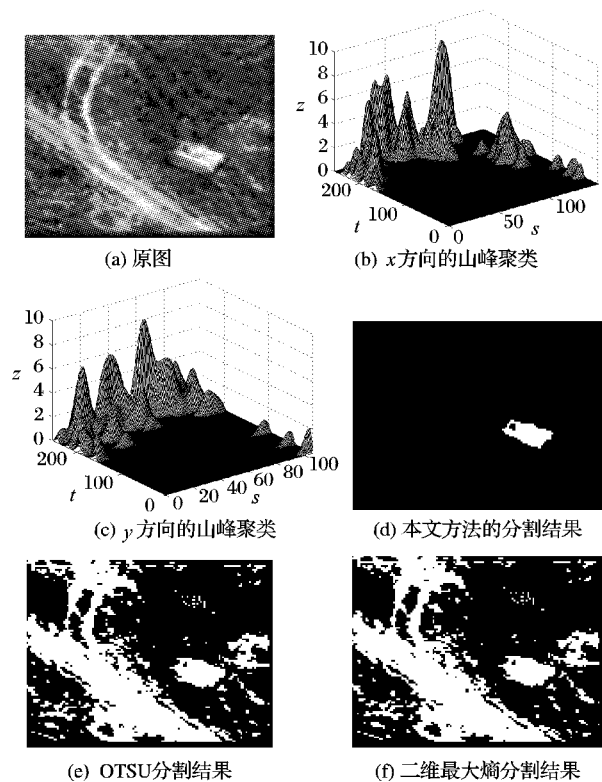 10
8
6
z
4
2
0
200
100
t
0
0
50
s
100
(a) 原图
(b) x方向的山峰聚类
10
8
z
6
4
2
0
200
100
t
0
0
20
40
s
60
80
100
(c) y方向的山峰聚类
(d) 本文方法的分割结果
(e) OTSU分割结果
(f) 二维最大熵分割结果